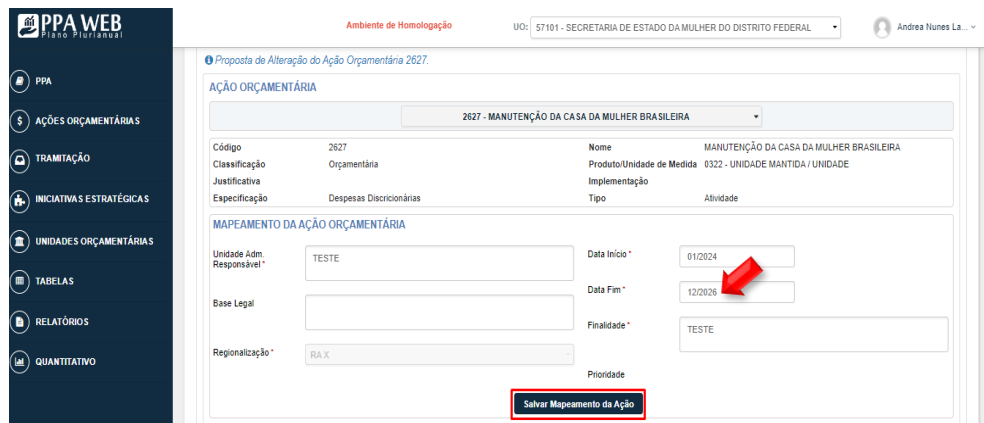 PPA WEB
Plano Plurianual
Ambiente de Homologação
UO: 57101 - SECRETARIA DE ESTADO DA MULHER DO DISTRITO FEDERAL
Andrea Nunes La...
PPA
AÇÕES ORÇAMENTÁRIAS
TRAMITAÇÃO
INICIATIVAS ESTRATÉGICAS
UNIDADES ORÇAMENTÁRIAS
TABELAS
RELATÓRIOS
QUANTITATIVO
Proposta de Alteração do Ação Orçamentária 2627.
AÇÃO ORÇAMENTÁRIA
2627 - MANUTENÇÃO DA CASA DA MULHER BRASILEIRA
Código 2627 Nome MANUTENÇÃO DA CASA DA MULHER BRASILEIRA
Classificação Orçamentária Produto/Unidade de Medida 0322 - UNIDADE MANTIDA / UNIDADE
Justificativa Implementação
Especificação Despesas Discricionárias Tipo Atividade
MAPEAMENTO DA AÇÃO ORÇAMENTÁRIA
Unidade Adm.
Responsável * TESTE
Data Início * 01/2024
Data Fim * 12/2026
Base Legal
Finalidade * TESTE
Regionalização * RA X
Prioridade
Salvar Mapeamento da Ação